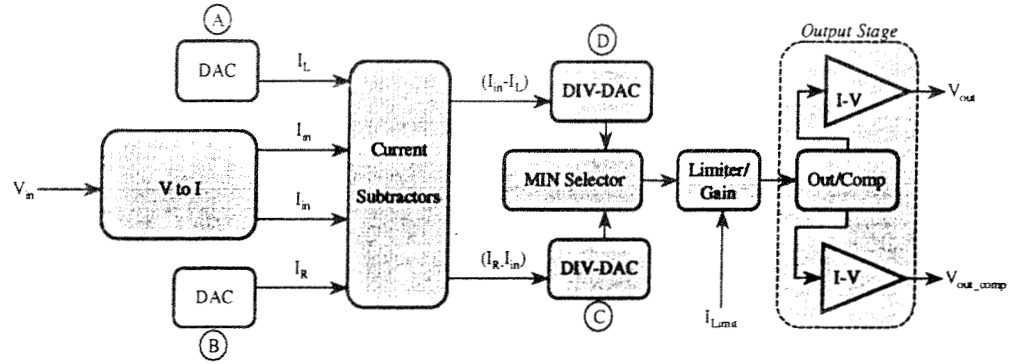 A
Output Stage
D
DAC
I_L
(I_in-I_L)
DIV-DAC
I-V
V_out
I_in
Current
Subtractors
V to I
V_in
I_in
MIN Selector
Limiter/
Gain
Out/Comp
I_R
(I_R.I_in)
DIV-DAC
I-V
V_out_comp
DAC
C
I_Limit
B